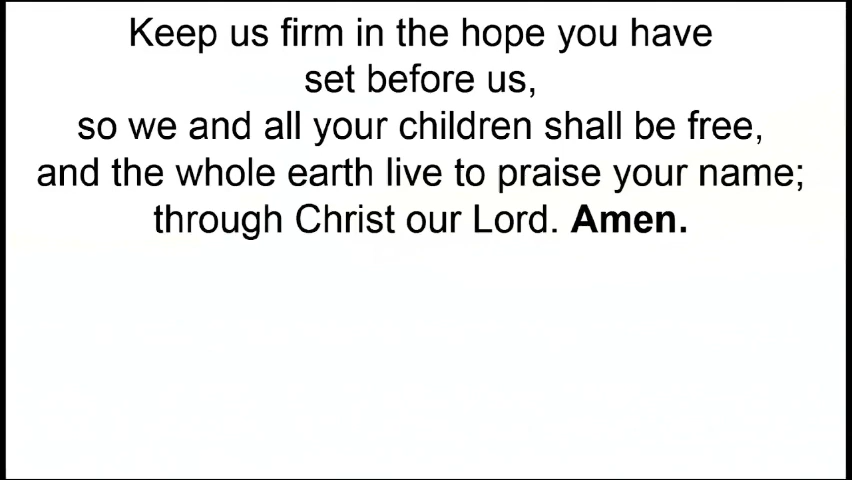 Keep us firm in the hope you have
set before us,
so we and all your children shall be free,
and the whole earth live to praise your name;
through Christ our Lord. Amen.